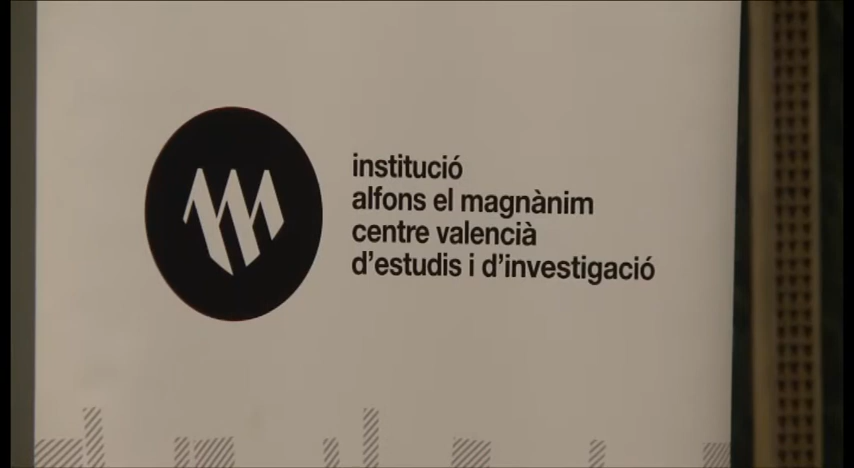 institució
alfons el magnànim
centre valencià
d'estudis i d'investigació